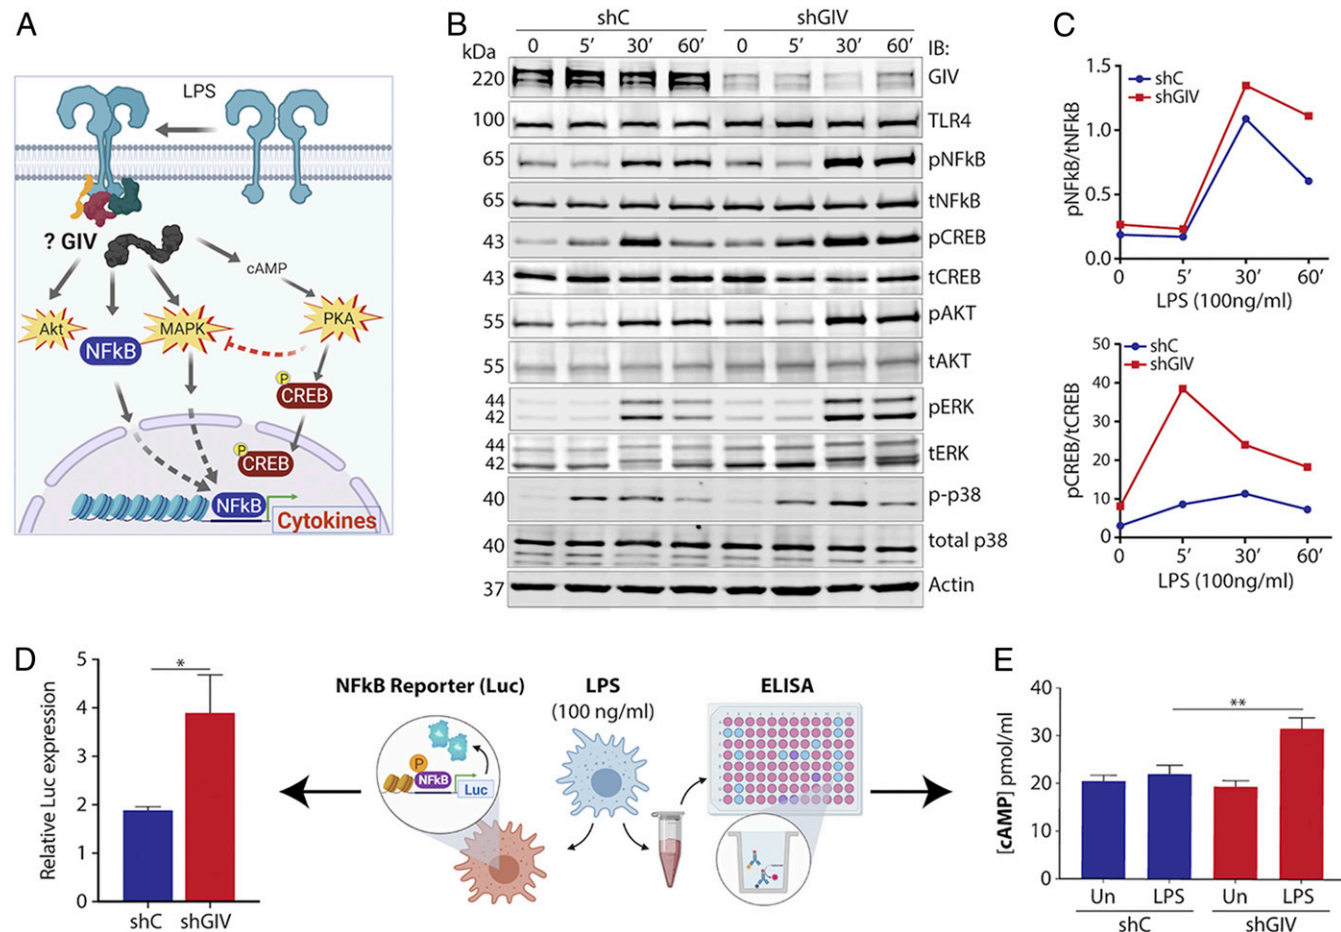 A
LPS
? GIV
cAMP
Akt
NFkB
MAPK
PKA
P
CREB
P
CREB
NFkB
Cytokines
B
shC
shGIV
kDa
0
5′
30′
60′
0
5′
30′
60′
IB:
220
GIV
100
TLR4
65
pNFkB
65
tNFkB
43
pCREB
43
tCREB
55
pAKT
55
tAKT
44
42
pERK
44
42
tERK
40
p-p38
40
total p38
37
Actin
C
shC
shGIV
1.5
1.0
0.5
0.0
pNFkB/tNFkB
0
5′
30′
60′
LPS (100ng/ml)
shC
shGIV
50
40
30
20
10
0
pCREB/tCREB
0
5′
30′
60′
LPS (100ng/ml)
D
Relative Luc expression
5
4
3
2
1
0
*
shC
shGIV
NFkB Reporter (Luc)
P
NFkB
Luc
LPS
(100 ng/ml)
ELISA
E
[cAMP] pmol/ml
40
30
20
10
0
**
Un
LPS
Un
LPS
shC
shGIV